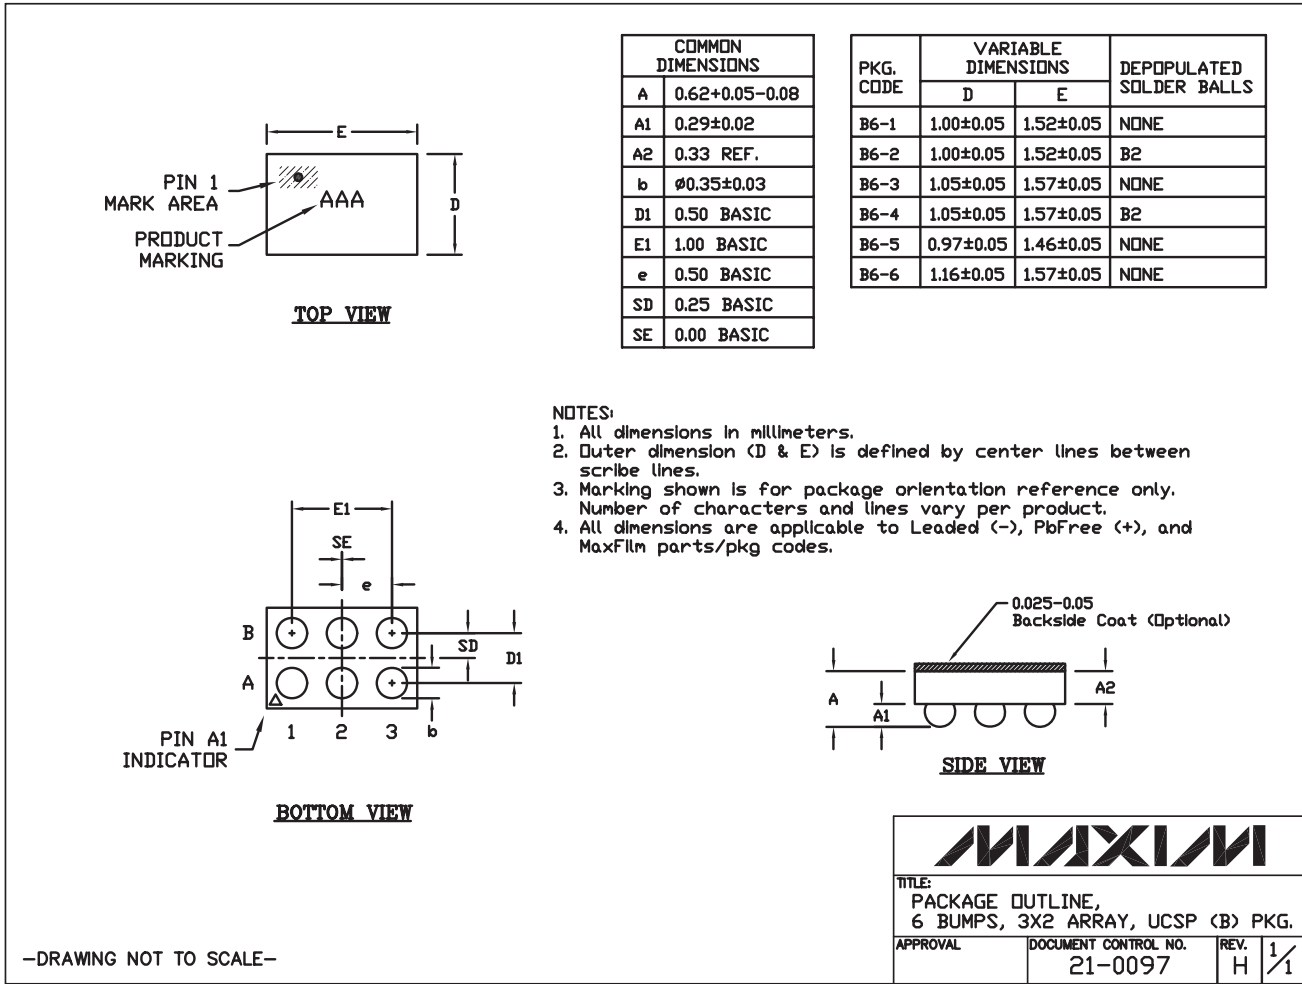 E
PIN 1
MARK AREA
AAA
D
PRODUCT
MARKING
TOP VIEW
COMMON
DIMENSIONS
A 0.62+0.05-0.08
A1 0.29±0.02
A2 0.33 REF.
b ø0.35±0.03
D1 0.50 BASIC
E1 1.00 BASIC
e 0.50 BASIC
SD 0.25 BASIC
SE 0.00 BASIC
PKG.
CODE
VARIABLE
DIMENSIONS
D E
DEPOPULATED
SOLDER BALLS
B6-1 1.00±0.05 1.52±0.05 NONE
B6-2 1.00±0.05 1.52±0.05 B2
B6-3 1.05±0.05 1.57±0.05 NONE
B6-4 1.05±0.05 1.57±0.05 B2
B6-5 0.97±0.05 1.46±0.05 NONE
B6-6 1.16±0.05 1.57±0.05 NONE
NOTES:
1. All dimensions in millimeters.
2. Outer dimension (D & E) is defined by center lines between
scribe lines.
3. Marking shown is for package orientation reference only.
Number of characters and lines vary per product.
4. All dimensions are applicable to Leaded (-), PbFree (+), and
MaxFilm parts/pkg codes.
E1
SE
e
B
SD
D1
A
1 2 3 b
PIN A1
INDICATOR
BOTTOM VIEW
0.025-0.05
Backside Coat (Optional)
A
A1
A2
SIDE VIEW
MAXIM
TITLE:
PACKAGE OUTLINE,
6 BUMPS, 3X2 ARRAY, UCSP (B) PKG.
APPROVAL
DOCUMENT CONTROL NO.
21-0097
REV.
H
1/1
-DRAWING NOT TO SCALE-